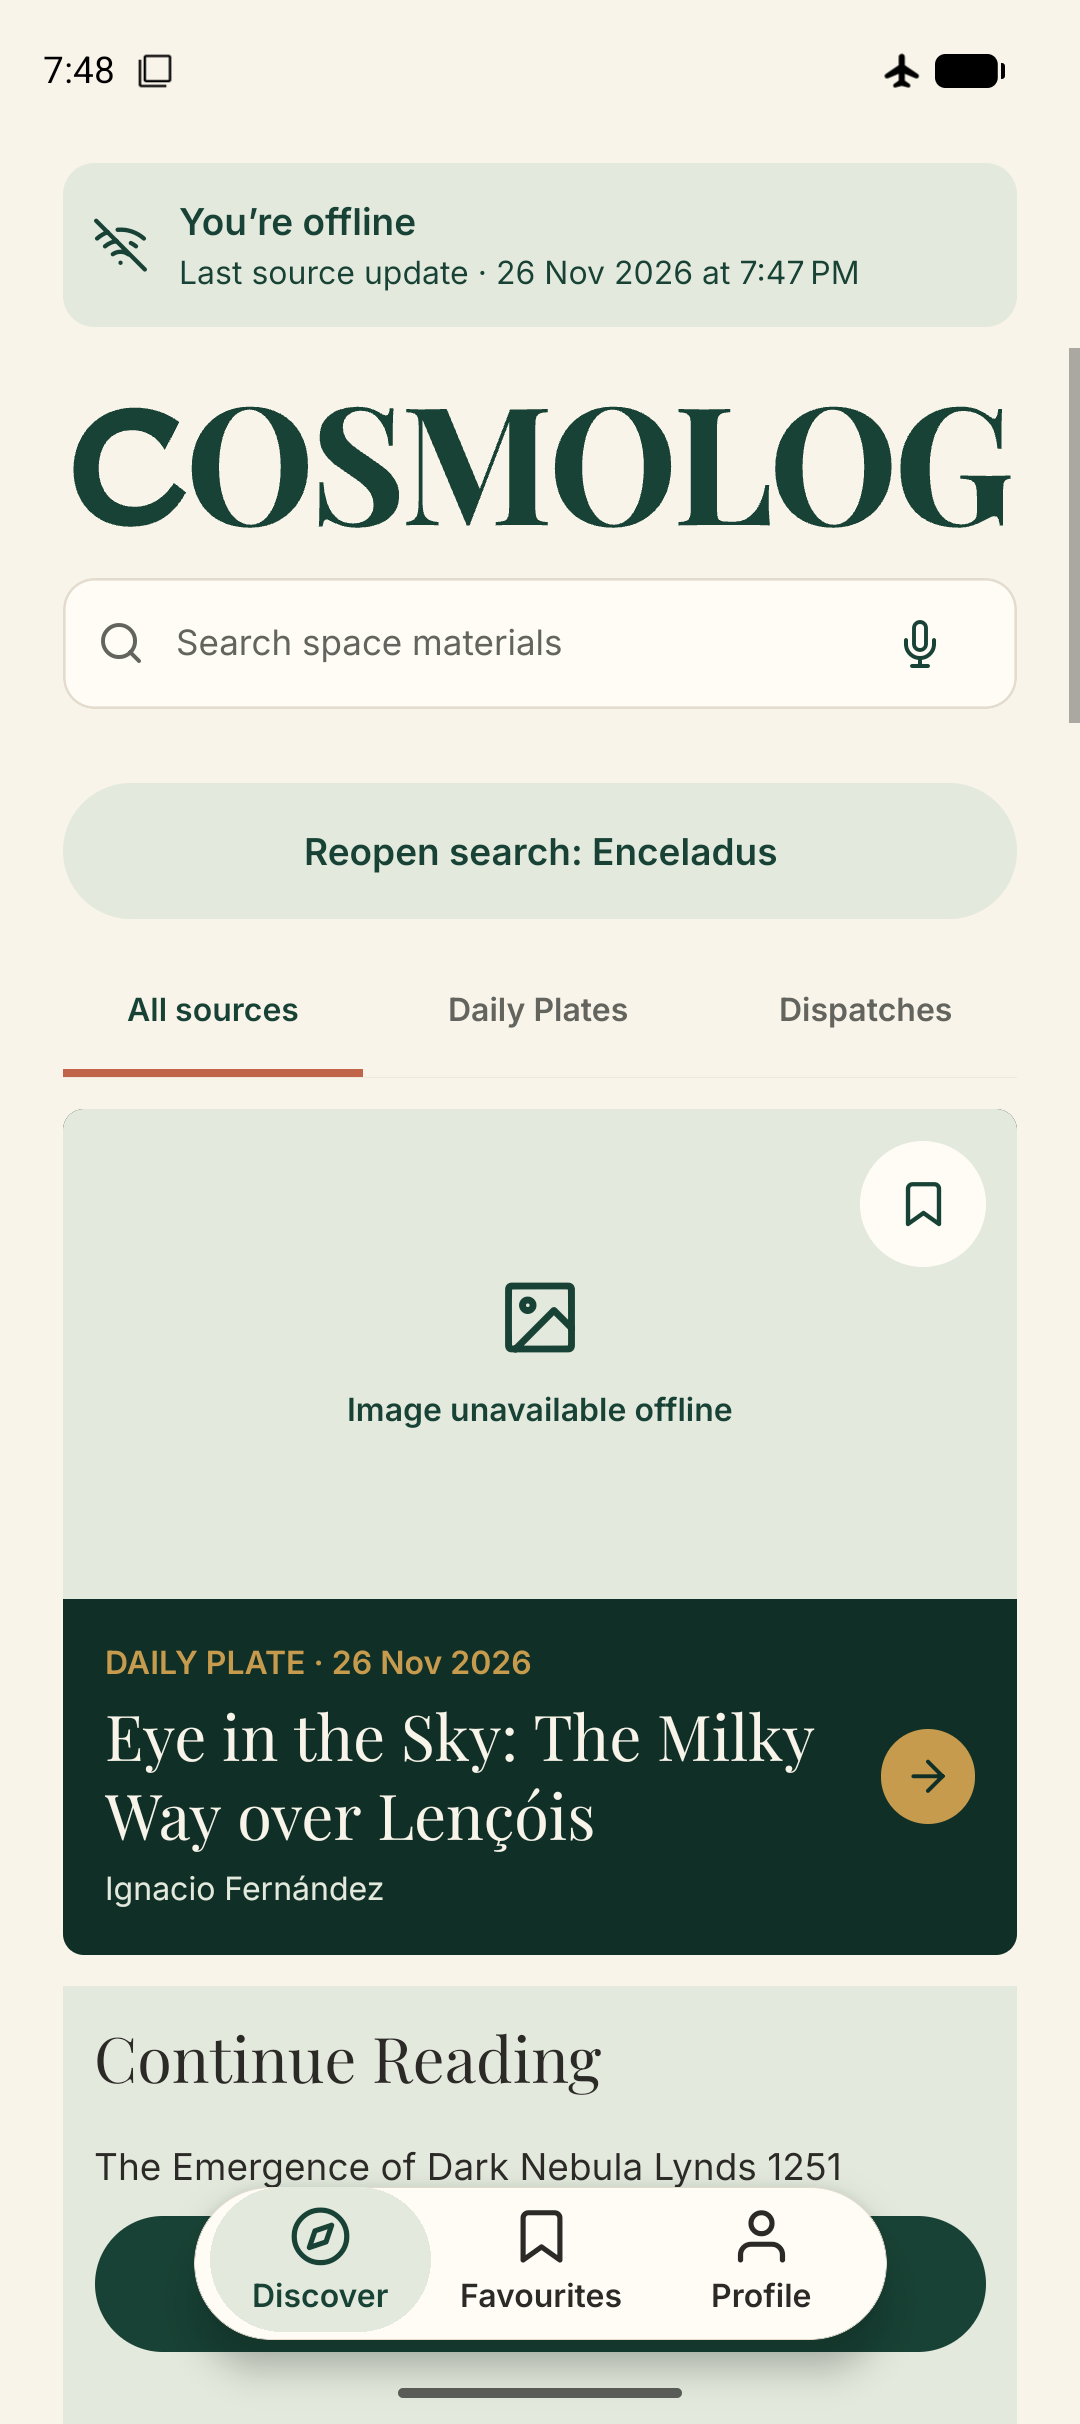 7:48
You’re offline
Last source update · 26 Nov 2026 at 7:47 PM
COSMOLOG
Search space materials
Reopen search: Enceladus
All sources
Daily Plates
Dispatches
Image unavailable offline
DAILY PLATE · 26 Nov 2026
Eye in the Sky: The Milky
Way over Lençóis
Ignacio Fernández
Continue Reading
The Emergence of Dark Nebula Lynds 1251
Discover
Favourites
Profile